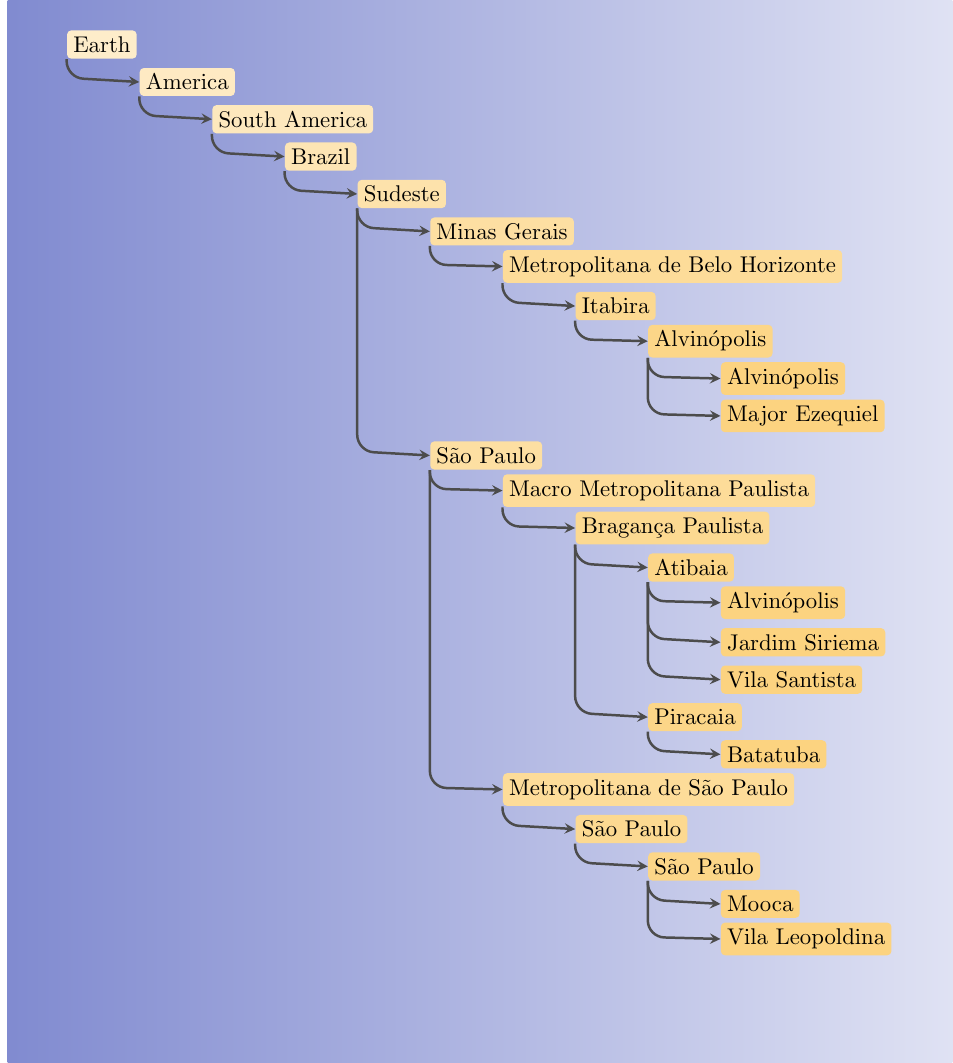 Earth
America
South America
Brazil
Sudeste
Minas Gerais
Metropolitana de Belo Horizonte
Itabira
Alvinópolis
Alvinópolis
Major Ezequiel
São Paulo
Macro Metropolitana Paulista
Bragança Paulista
Atibaia
Alvinópolis
Jardim Siriema
Vila Santista
Piracaia
Batatuba
Metropolitana de São Paulo
São Paulo
São Paulo
Mooca
Vila Leopoldina